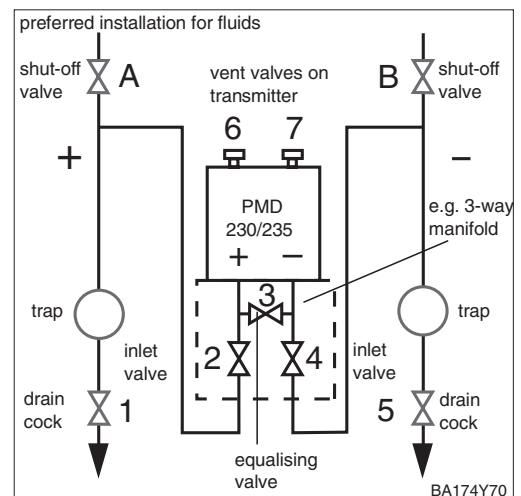 preferred installation for fluids
shut-off
valve
A
vent valves on
transmitter
B
shut-off
valve
6
7
+
–
PMD
230/235
+ –
e.g. 3-way
manifold
3
trap
trap
inlet
valve
2
4
inlet
valve
drain
cock
1
5
drain
cock
equalising
valve
BA174Y70